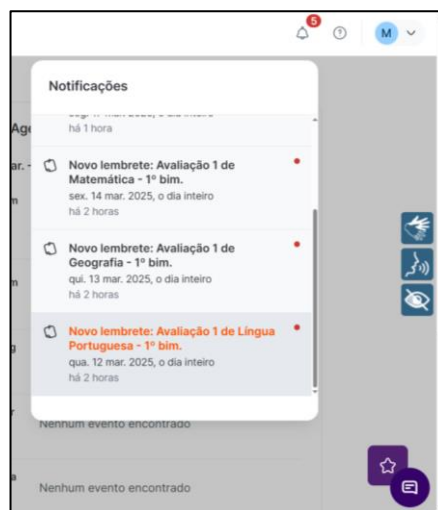 5
M
Notificações
Age
há 1 hora
ar. -
Novo lembrete: Avaliação 1 de
Matemática - 1º bim.
sex. 14 mar. 2025, o dia inteiro
há 2 horas
m
Novo lembrete: Avaliação 1 de
Geografia - 1º bim.
qui. 13 mar. 2025, o dia inteiro
há 2 horas
m
Novo lembrete: Avaliação 1 de Língua
Portuguesa - 1º bim.
qua. 12 mar. 2025, o dia inteiro
há 2 horas
g
r
Nenhum evento encontrado
a
Nenhum evento encontrado